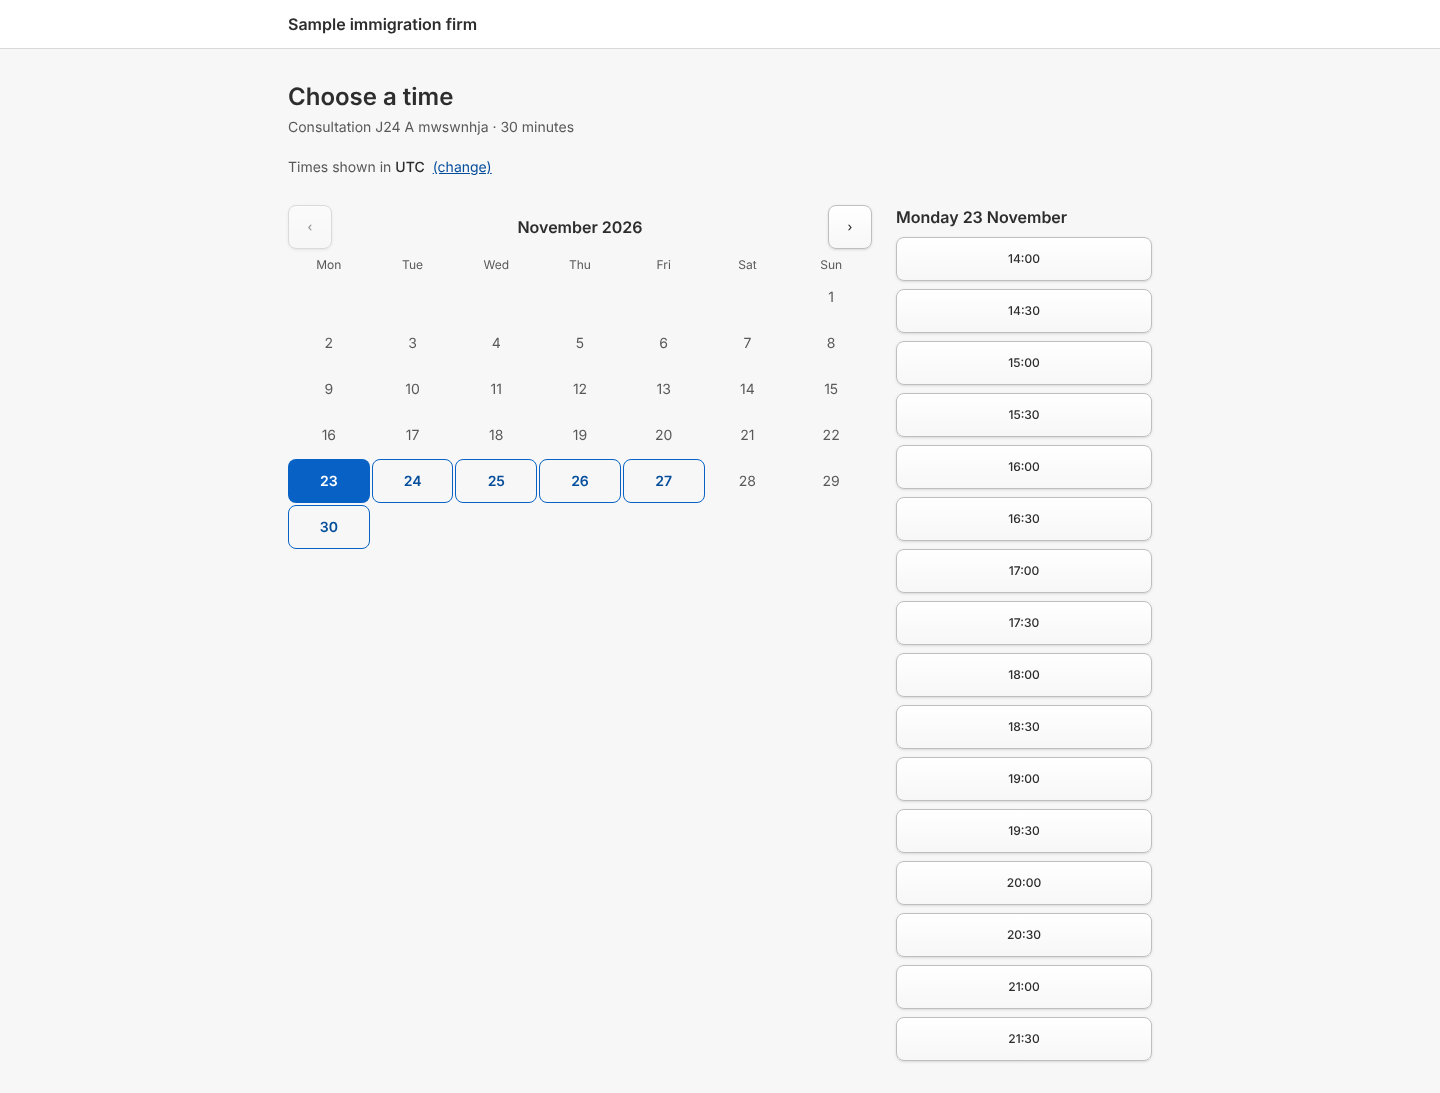 Sample immigration firm
Choose a time
Consultation J24 A mwswnhja · 30 minutes
Times shown in UTC (change)
‹ November 2026 ›
Mon Tue Wed Thu Fri Sat Sun
1
2 3 4 5 6 7 8
9 10 11 12 13 14 15
16 17 18 19 20 21 22
23 24 25 26 27 28 29
30
Monday 23 November
14:00
14:30
15:00
15:30
16:00
16:30
17:00
17:30
18:00
18:30
19:00
19:30
20:00
20:30
21:00
21:30